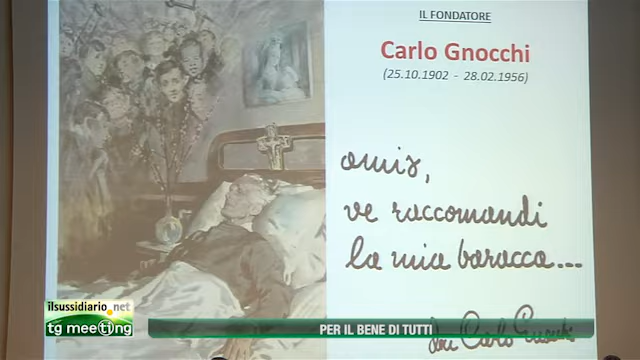 IL FONDATORE
Carlo Gnocchi
(25.10.1902 - 28.02.1956)
amis,
ve raccomandi
la mia baracca...
don Carlo Gnocchi
ilsussidiario.net
tg meeting
PER IL BENE DI TUTTI